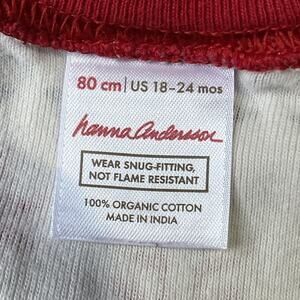 80 cm | US 18-24 mos
hanna andersson
WEAR SNUG-FITTING,
NOT FLAME RESISTANT
100% ORGANIC COTTON
MADE IN INDIA